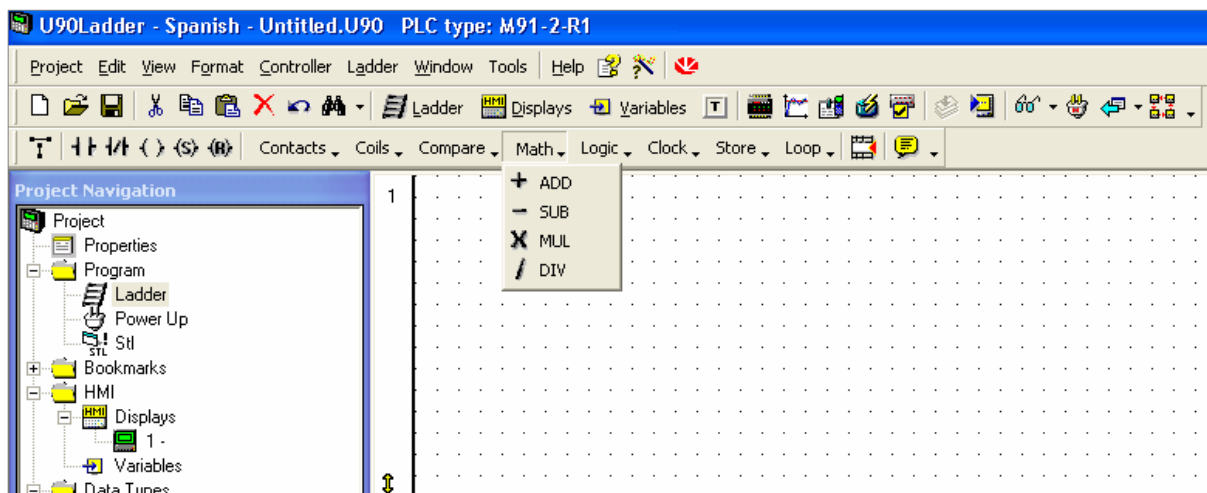 U90Ladder - Spanish - Untitled.U90 PLC type: M91-2-R1
Project Edit View Format Controller Ladder Window Tools Help
Ladder HMI Displays Variables T
(S) (R) Contacts Coils Compare Math Logic Clock Store Loop
Project Navigation
1
+ ADD
− SUB
X MUL
/ DIV
Project
Properties
Program
Ladder
Power Up
STL Stl
Bookmarks
HMI
HMI Displays
1 -
Variables
Data Types